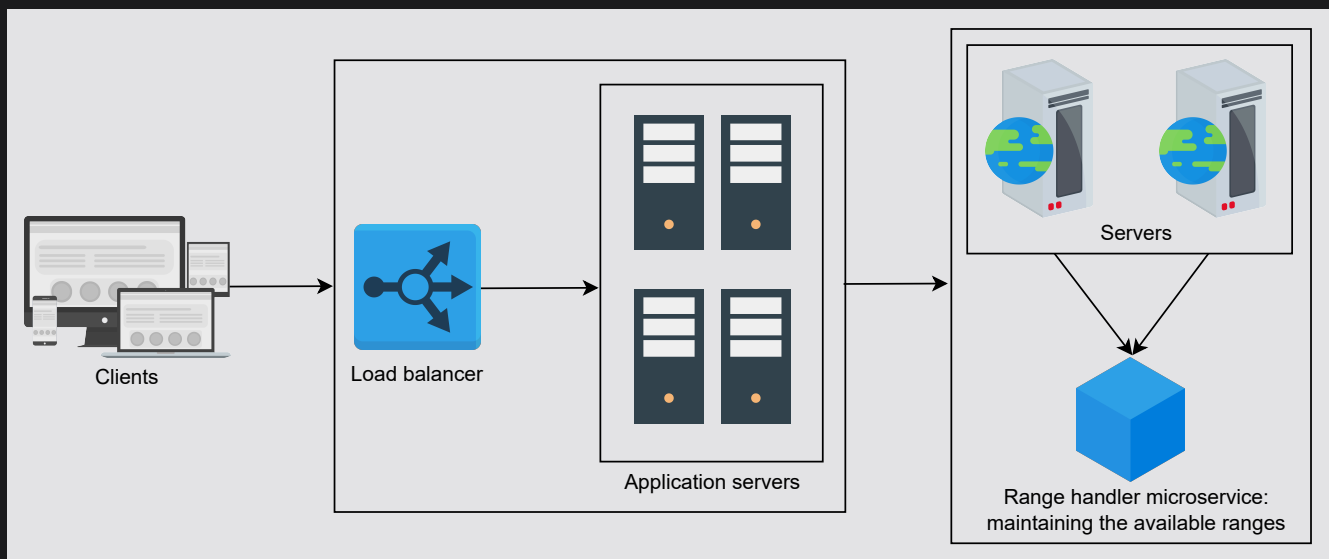 Clients
Load balancer
Application servers
Servers
Range handler microservice:
maintaining the available ranges